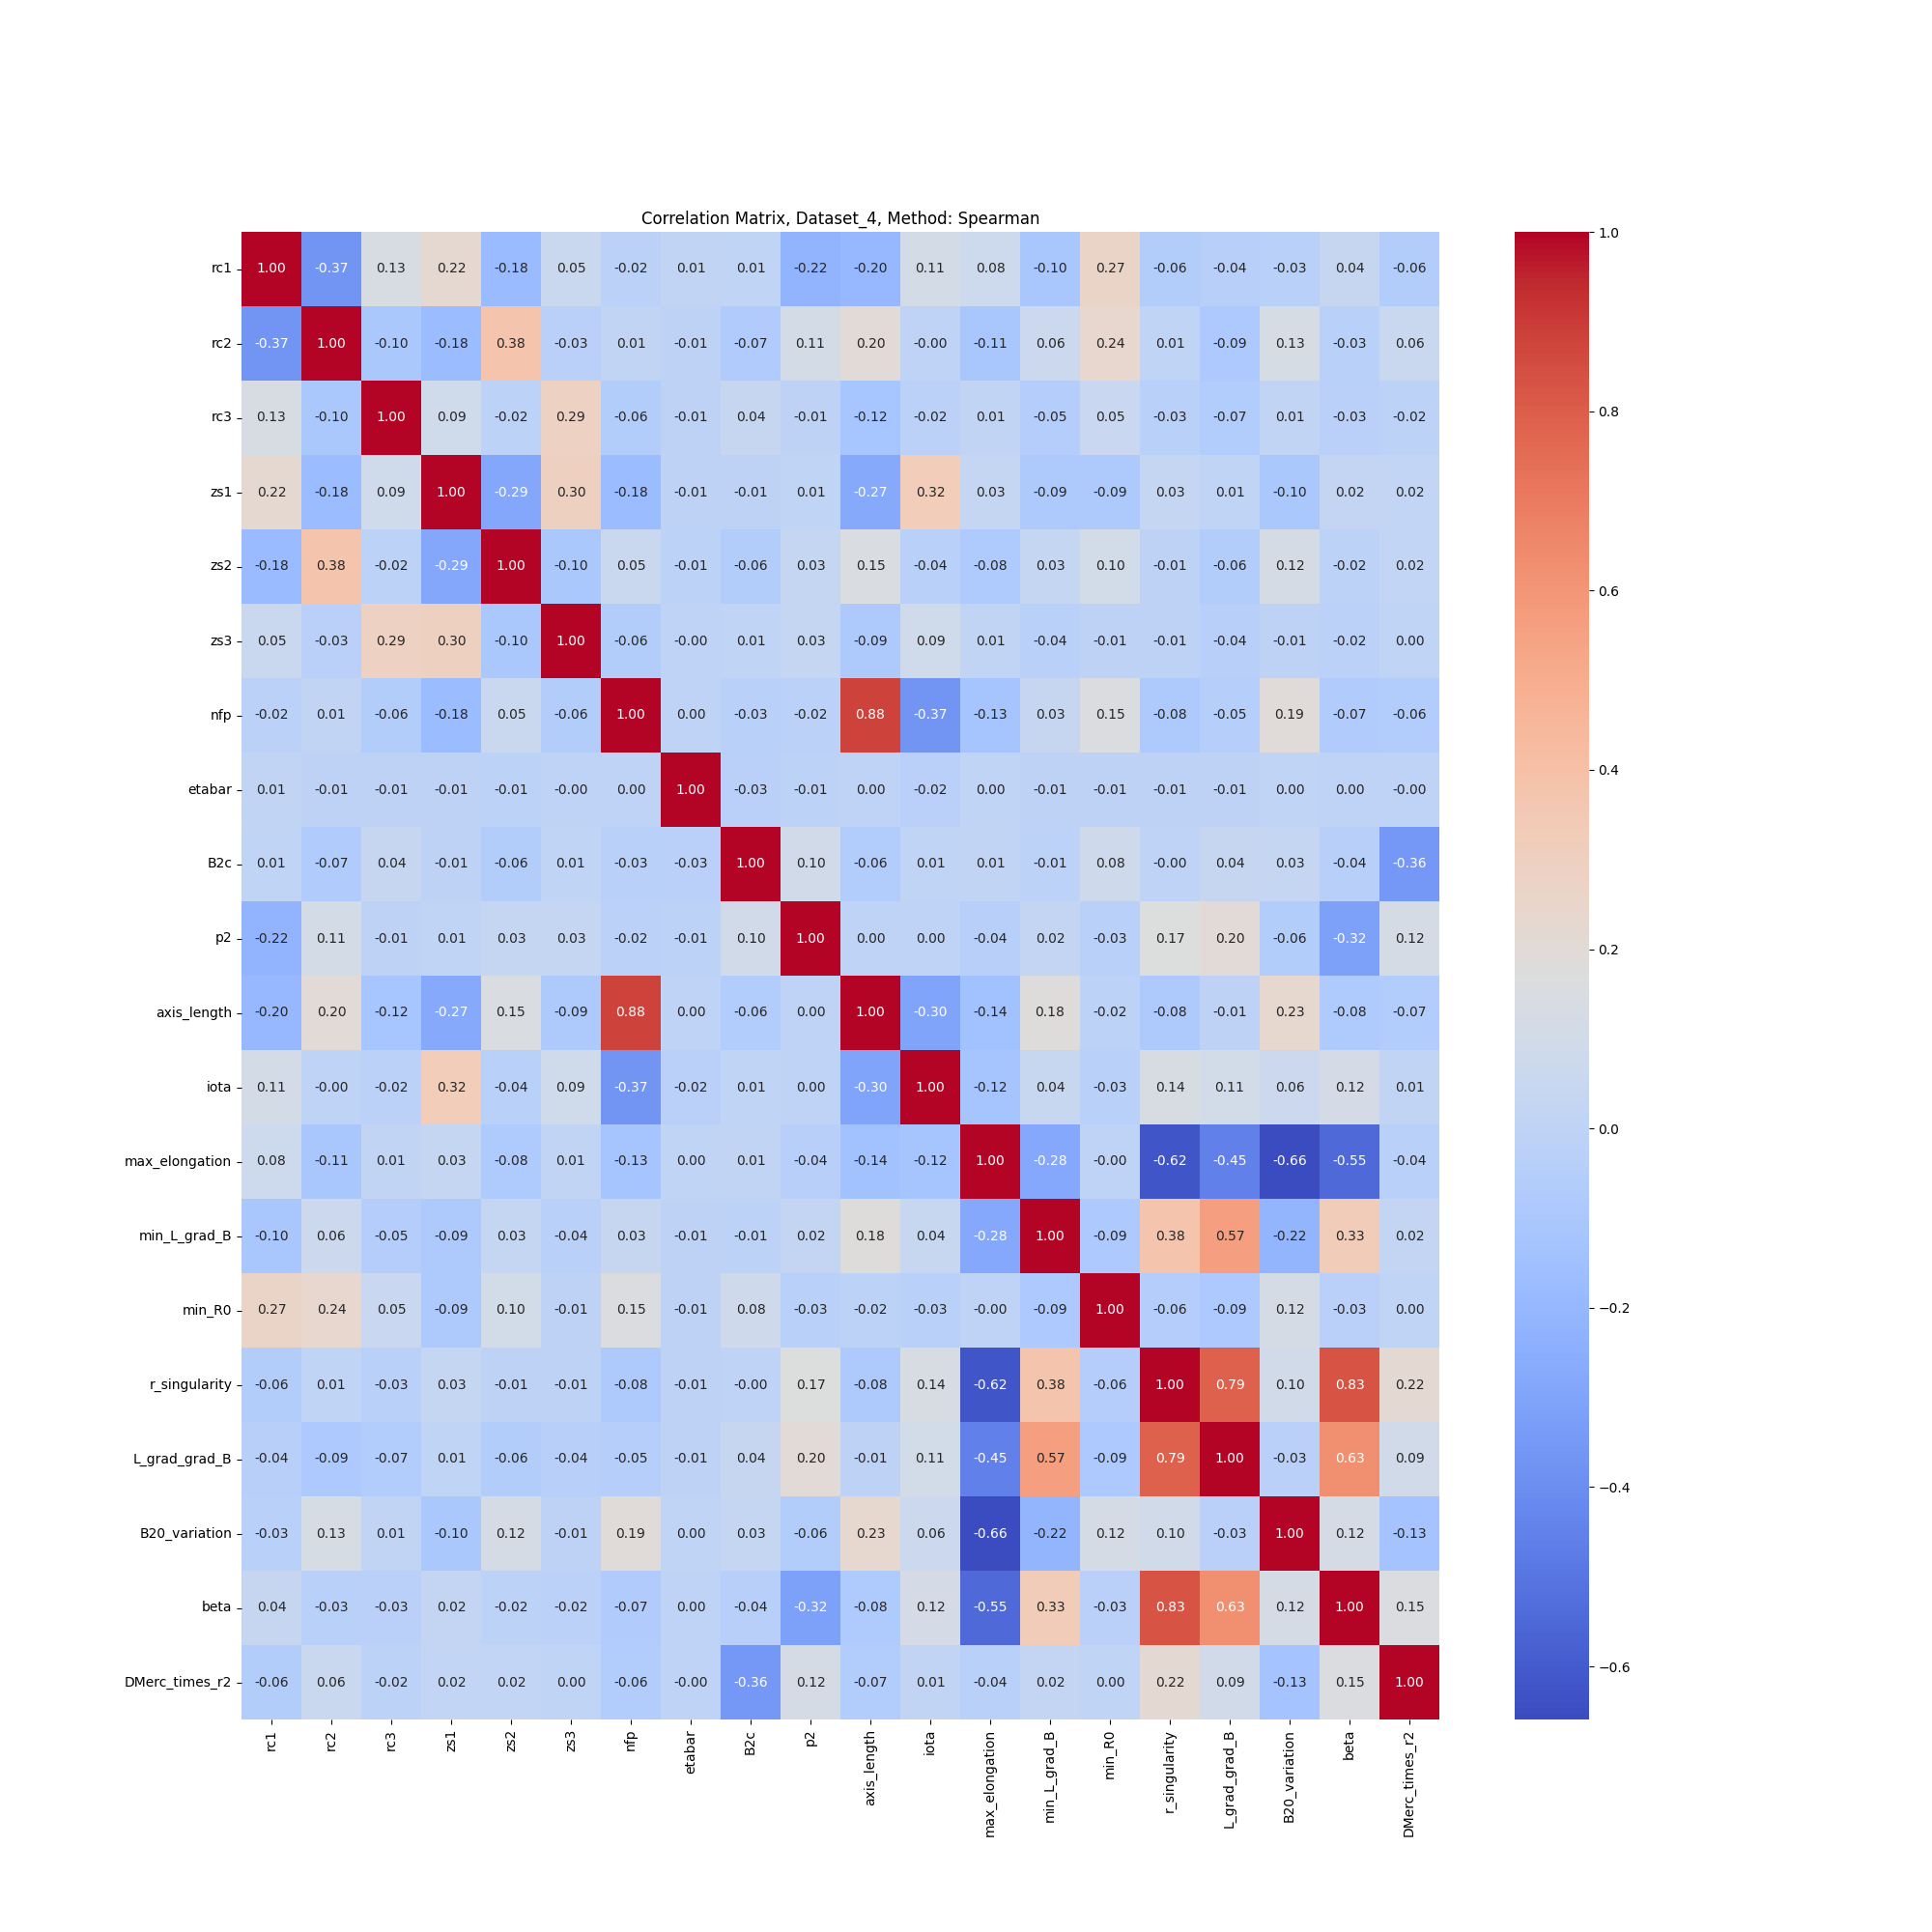 Correlation Matrix, Dataset_4, Method: Spearman
rc1 1.00 -0.37 0.13 0.22 -0.18 0.05 -0.02 0.01 0.01 -0.22 -0.20 0.11 0.08 -0.10 0.27 -0.06 -0.04 -0.03 0.04 -0.06
rc2 -0.37 1.00 -0.10 -0.18 0.38 -0.03 0.01 -0.01 -0.07 0.11 0.20 -0.00 -0.11 0.06 0.24 0.01 -0.09 0.13 -0.03 0.06
rc3 0.13 -0.10 1.00 0.09 -0.02 0.29 -0.06 -0.01 0.04 -0.01 -0.12 -0.02 0.01 -0.05 0.05 -0.03 -0.07 0.01 -0.03 -0.02
zs1 0.22 -0.18 0.09 1.00 -0.29 0.30 -0.18 -0.01 -0.01 0.01 -0.27 0.32 0.03 -0.09 -0.09 0.03 0.01 -0.10 0.02 0.02
zs2 -0.18 0.38 -0.02 -0.29 1.00 -0.10 0.05 -0.01 -0.06 0.03 0.15 -0.04 -0.08 0.03 0.10 -0.01 -0.06 0.12 -0.02 0.02
zs3 0.05 -0.03 0.29 0.30 -0.10 1.00 -0.06 -0.00 0.01 0.03 -0.09 0.09 0.01 -0.04 -0.01 -0.01 -0.04 -0.01 -0.02 0.00
nfp -0.02 0.01 -0.06 -0.18 0.05 -0.06 1.00 0.00 -0.03 -0.02 0.88 -0.37 -0.13 0.03 0.15 -0.08 -0.05 0.19 -0.07 -0.06
etabar 0.01 -0.01 -0.01 -0.01 -0.01 -0.00 0.00 1.00 -0.03 -0.01 0.00 -0.02 0.00 -0.01 -0.01 -0.01 -0.01 0.00 0.00 -0.00
B2c 0.01 -0.07 0.04 -0.01 -0.06 0.01 -0.03 -0.03 1.00 0.10 -0.06 0.01 0.01 -0.01 0.08 -0.00 0.04 0.03 -0.04 -0.36
p2 -0.22 0.11 -0.01 0.01 0.03 0.03 -0.02 -0.01 0.10 1.00 0.00 0.00 -0.04 0.02 -0.03 0.17 0.20 -0.06 -0.32 0.12
axis_length -0.20 0.20 -0.12 -0.27 0.15 -0.09 0.88 0.00 -0.06 0.00 1.00 -0.30 -0.14 0.18 -0.02 -0.08 -0.01 0.23 -0.08 -0.07
iota 0.11 -0.00 -0.02 0.32 -0.04 0.09 -0.37 -0.02 0.01 0.00 -0.30 1.00 -0.12 0.04 -0.03 0.14 0.11 0.06 0.12 0.01
max_elongation 0.08 -0.11 0.01 0.03 -0.08 0.01 -0.13 0.00 0.01 -0.04 -0.14 -0.12 1.00 -0.28 -0.00 -0.62 -0.45 -0.66 -0.55 -0.04
min_L_grad_B -0.10 0.06 -0.05 -0.09 0.03 -0.04 0.03 -0.01 -0.01 0.02 0.18 0.04 -0.28 1.00 -0.09 0.38 0.57 -0.22 0.33 0.02
min_R0 0.27 0.24 0.05 -0.09 0.10 -0.01 0.15 -0.01 0.08 -0.03 -0.02 -0.03 -0.00 -0.09 1.00 -0.06 -0.09 0.12 -0.03 0.00
r_singularity -0.06 0.01 -0.03 0.03 -0.01 -0.01 -0.08 -0.01 -0.00 0.17 -0.08 0.14 -0.62 0.38 -0.06 1.00 0.79 0.10 0.83 0.22
L_grad_grad_B -0.04 -0.09 -0.07 0.01 -0.06 -0.04 -0.05 -0.01 0.04 0.20 -0.01 0.11 -0.45 0.57 -0.09 0.79 1.00 -0.03 0.63 0.09
B20_variation -0.03 0.13 0.01 -0.10 0.12 -0.01 0.19 0.00 0.03 -0.06 0.23 0.06 -0.66 -0.22 0.12 0.10 -0.03 1.00 0.12 -0.13
beta 0.04 -0.03 -0.03 0.02 -0.02 -0.02 -0.07 0.00 -0.04 -0.32 -0.08 0.12 -0.55 0.33 -0.03 0.83 0.63 0.12 1.00 0.15
DMerc_times_r2 -0.06 0.06 -0.02 0.02 0.02 0.00 -0.06 -0.00 -0.36 0.12 -0.07 0.01 -0.04 0.02 0.00 0.22 0.09 -0.13 0.15 1.00
rc1 rc2 rc3 zs1 zs2 zs3 nfp etabar B2c p2 axis_length iota max_elongation min_L_grad_B min_R0 r_singularity L_grad_grad_B B20_variation beta DMerc_times_r2
1.0
0.8
0.6
0.4
0.2
0.0
−0.2
−0.4
−0.6